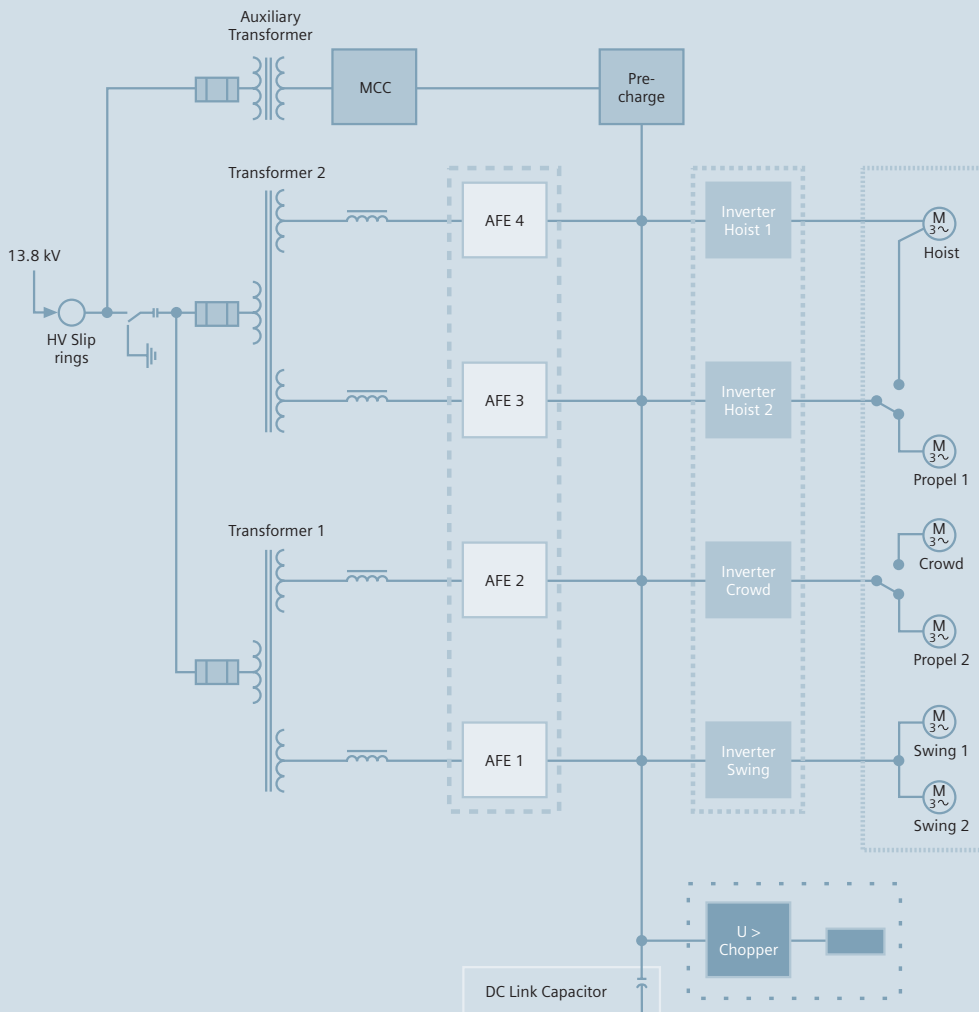 Auxiliary
Transformer
MCC
Pre-
charge
Transformer 2
AFE 4
Inverter
Hoist 1
M
3~
Hoist
13.8 kV
HV Slip
rings
AFE 3
Inverter
Hoist 2
M
3~
Propel 1
Transformer 1
M
3~
Crowd
AFE 2
Inverter
Crowd
M
3~
Propel 2
M
3~
Swing 1
AFE 1
Inverter
Swing
M
3~
Swing 2
U >
Chopper
DC Link Capacitor